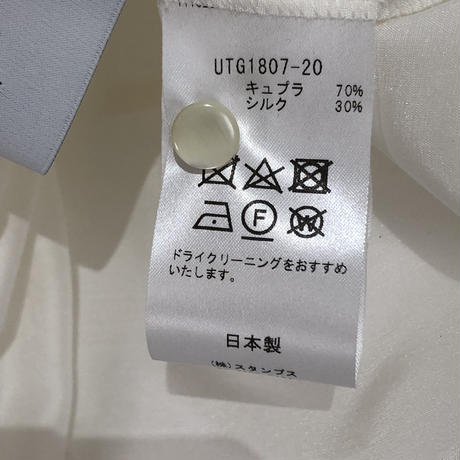 UTG1807-20
キュプラ 70%
シルク 30%
F
W
ドライクリーニングをおすすめ
いたします。
日本製
(株)スタンプス